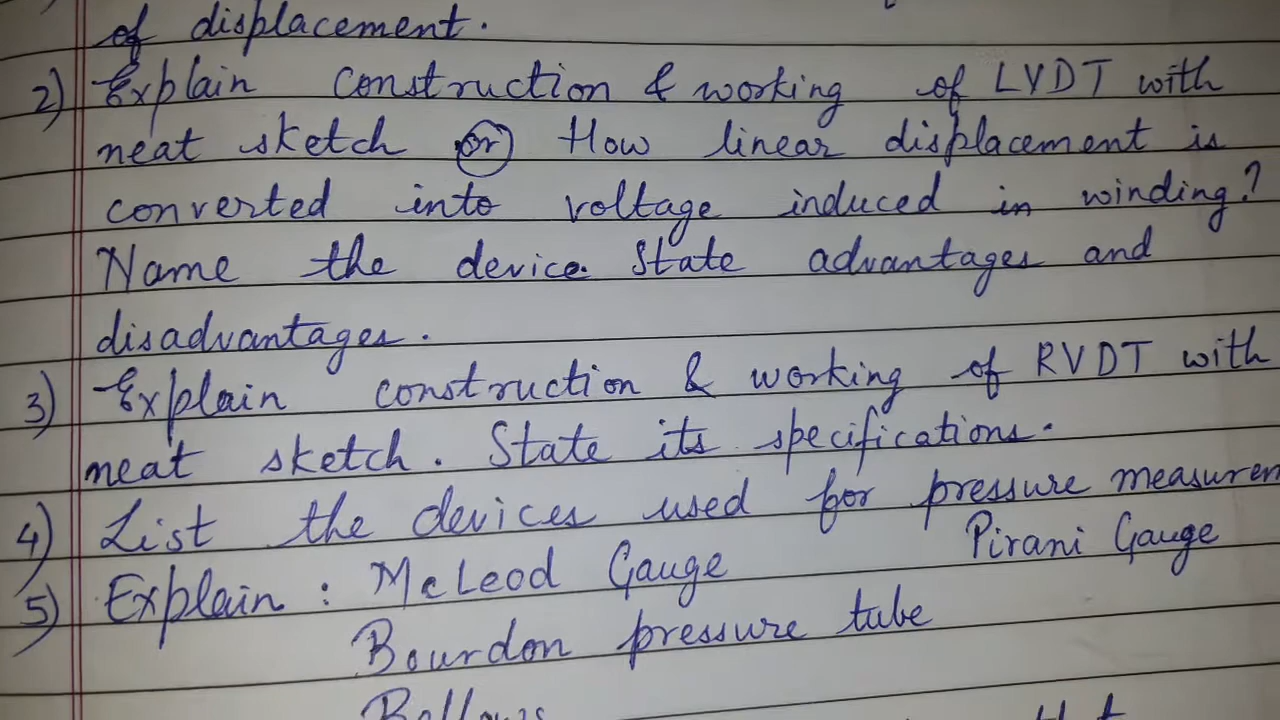 of displacement.
2) Explain construction & working of LVDT with
neat sketch or How linear displacement is
converted into voltage induced in winding?
Name the device. State advantages and
disadvantages.
3) Explain construction & working of RVDT with
neat sketch. State its specifications.
4) List the devices used for pressure measuremen
5) Explain : McLeod Gauge Pirani Gauge
Bourdon pressure tube
Bellows